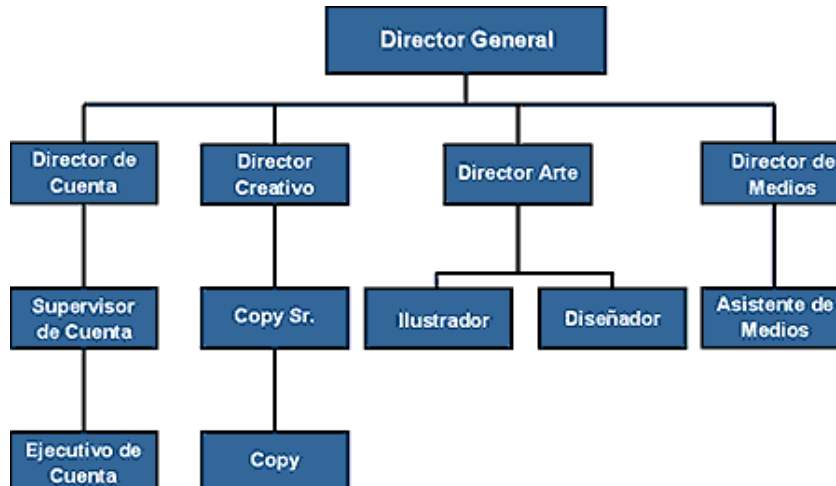 Director General
Director de
Cuenta
Director
Creativo
Director Arte
Director de
Medios
Supervisor
de Cuenta
Copy Sr.
Ilustrador
Diseñador
Asistente de
Medios
Ejecutivo de
Cuenta
Copy